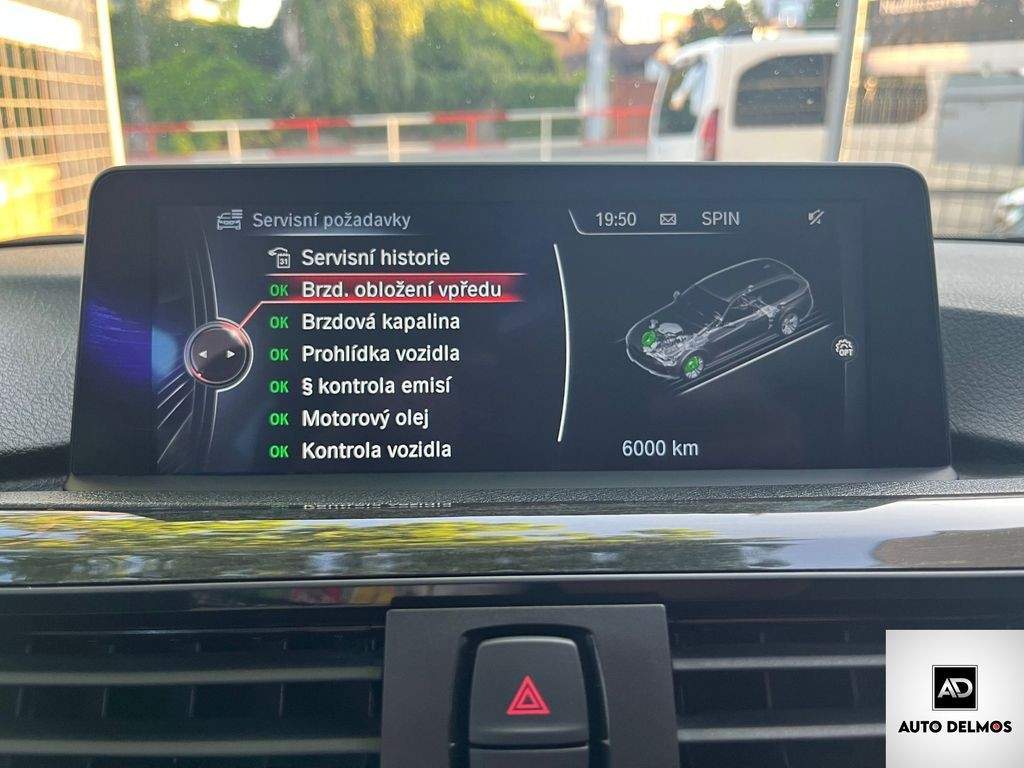 Servisní požadavky
19:50 SPIN
31 Servisní historie
OK Brzd. obložení vpředu
OK Brzdová kapalina
OK Prohlídka vozidla
OK § kontrola emisí
OK Motorový olej
OK Kontrola vozidla
OPT
6000 km
AD
AUTO DELMOS